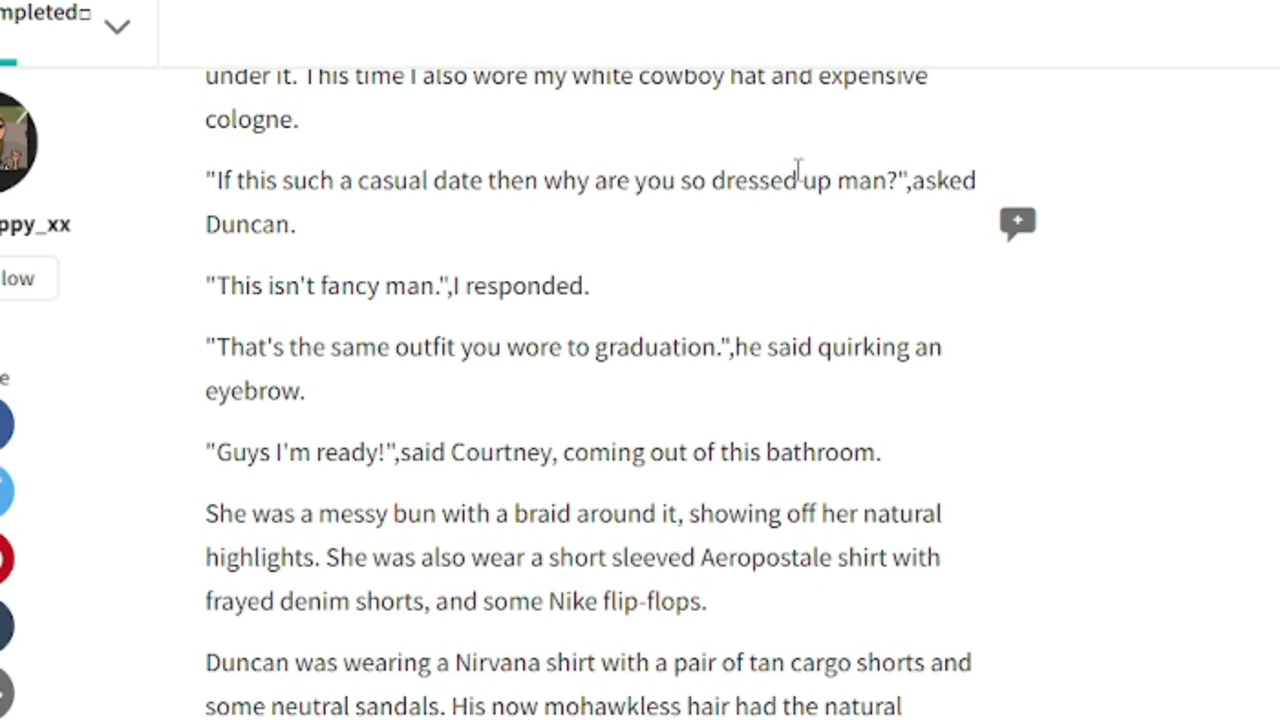 mpleted□
under it. This time I also wore my white cowboy hat and expensive
cologne.
"If this such a casual date then why are you so dressed up man?",asked
Duncan.
ppy_xx
low
"This isn't fancy man.",I responded.
"That's the same outfit you wore to graduation.",he said quirking an
e
eyebrow.
"Guys I'm ready!",said Courtney, coming out of this bathroom.
She was a messy bun with a braid around it, showing off her natural
highlights. She was also wear a short sleeved Aeropostale shirt with
frayed denim shorts, and some Nike flip-flops.
Duncan was wearing a Nirvana shirt with a pair of tan cargo shorts and
some neutral sandals. His now mohawkless hair had the natural